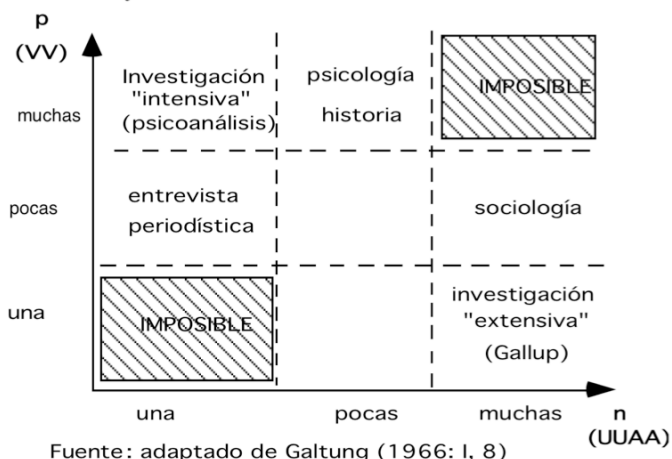 p
(VV)
muchas
Investigación
"intensiva"
(psicoanálisis)
psicología
historia
IMPOSIBLE
pocas
entrevista
periodística
sociología
una
IMPOSIBLE
investigación
"extensiva"
(Gallup)
una
pocas
muchas
n
(UUAA)
Fuente: adaptado de Galtung (1966: I, 8)